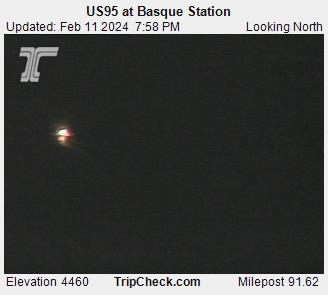 US95 at Basque Station
Updated: Feb 11 2024 7:58 PM Looking North
Elevation 4460 TripCheck.com Milepost 91.62